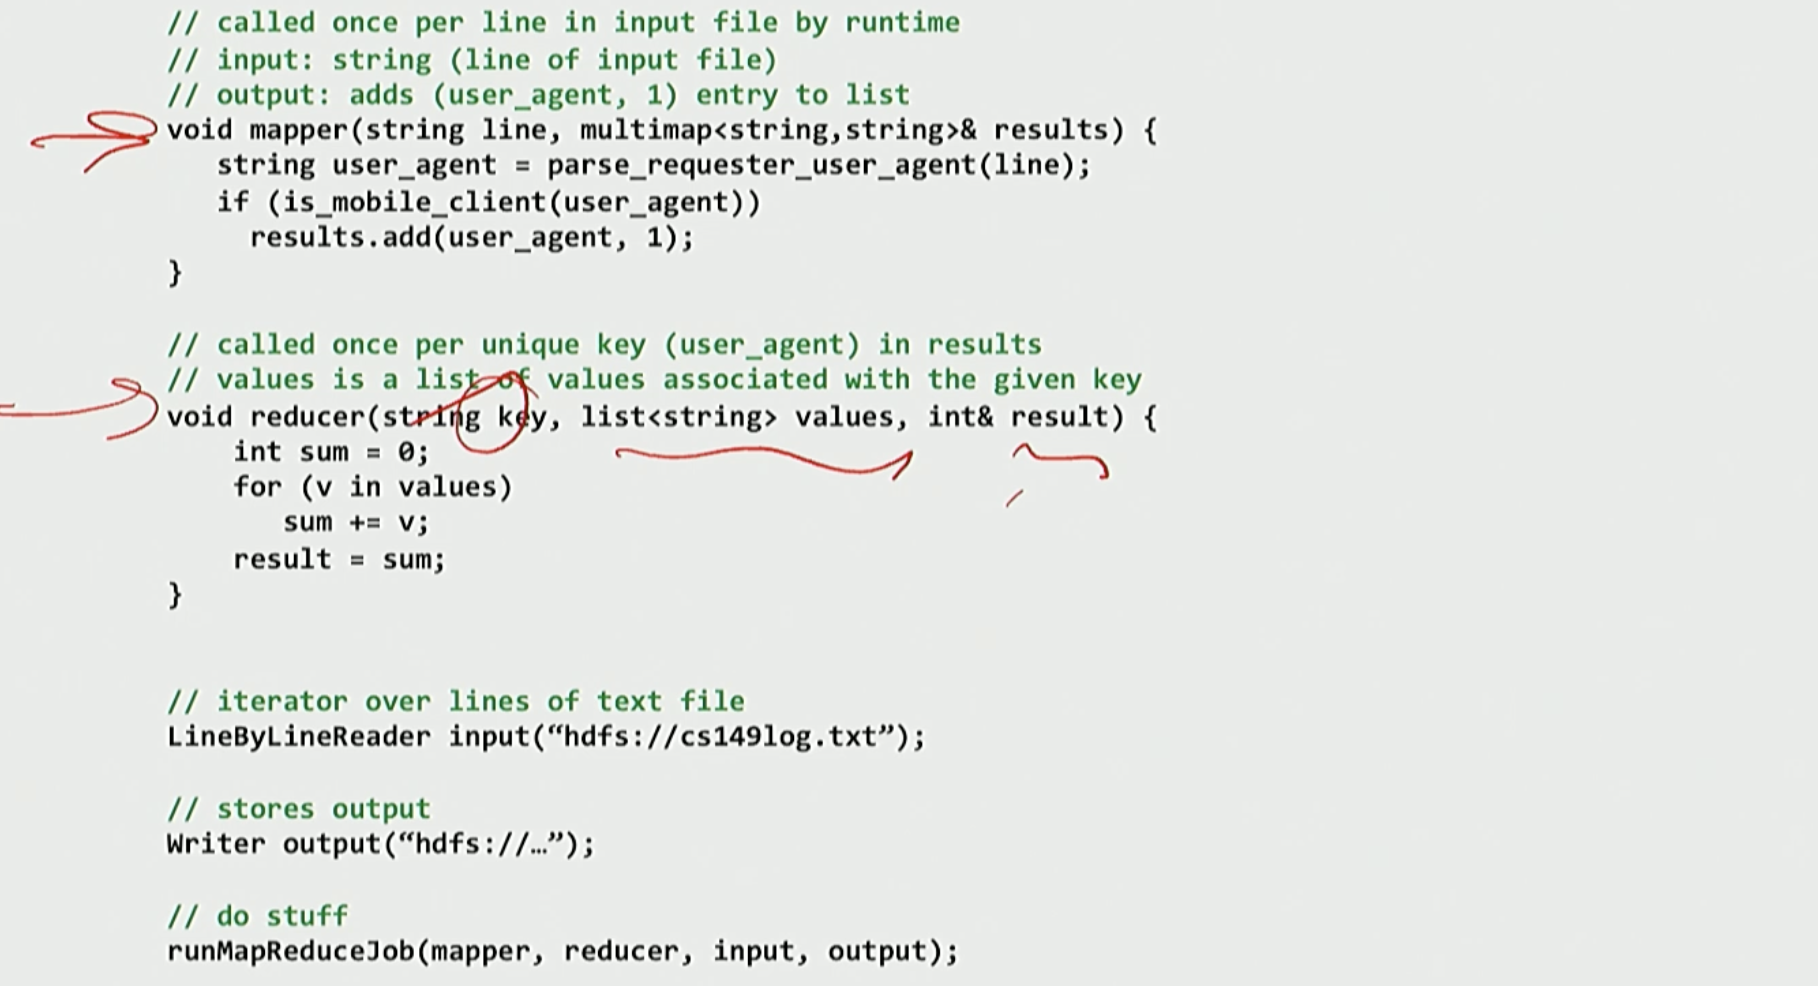 // called once per line in input file by runtime
// input: string (line of input file)
// output: adds (user_agent, 1) entry to list
void mapper(string line, multimap<string,string>& results) {
string user_agent = parse_requester_user_agent(line);
if (is_mobile_client(user_agent))
results.add(user_agent, 1);
}
// called once per unique key (user_agent) in results
// values is a list of values associated with the given key
void reducer(string key, list<string> values, int& result) {
int sum = 0;
for (v in values)
sum += v;
result = sum;
}
// iterator over lines of text file
LineByLineReader input(“hdfs://cs149log.txt”);
// stores output
Writer output(“hdfs://…”);
// do stuff
runMapReduceJob(mapper, reducer, input, output);